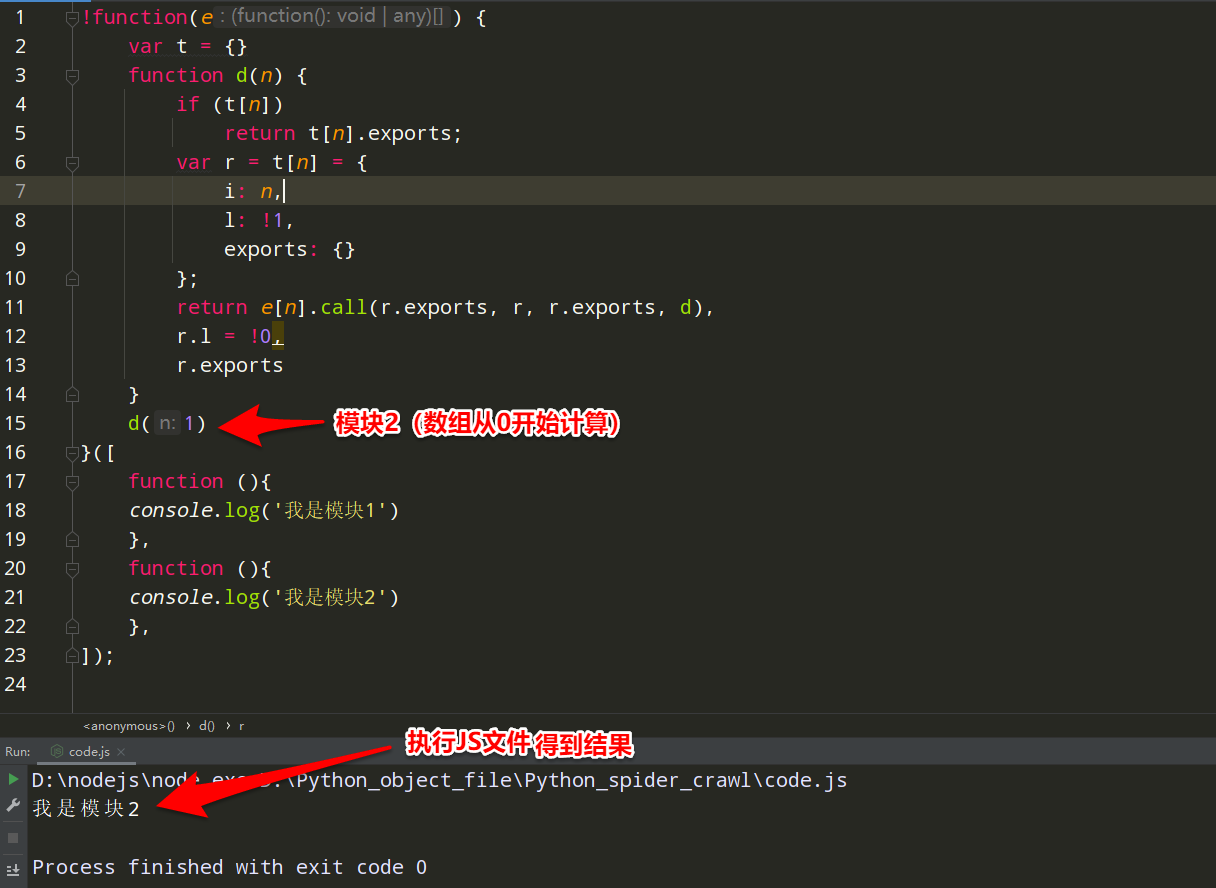 1 !function(e : (function(): void | any)[] ) {
2 var t = {}
3 function d(n) {
4 if (t[n])
5 return t[n].exports;
6 var r = t[n] = {
7 i: n,
8 l: !1,
9 exports: {}
10 };
11 return e[n].call(r.exports, r, r.exports, d),
12 r.l = !0,
13 r.exports
14 }
15 d( n: 1) 模块2（数组从0开始计算）
16 }([
17 function (){
18 console.log('我是模块1')
19 },
20 function (){
21 console.log('我是模块2')
22 },
23 ]);
24
<anonymous>() › d() › r
执行JS文件 得到结果
Run: code.js ×
D:\nodejs\node.exe D:\Python_object_file\Python_spider_crawl\code.js
我是模块2
Process finished with exit code 0